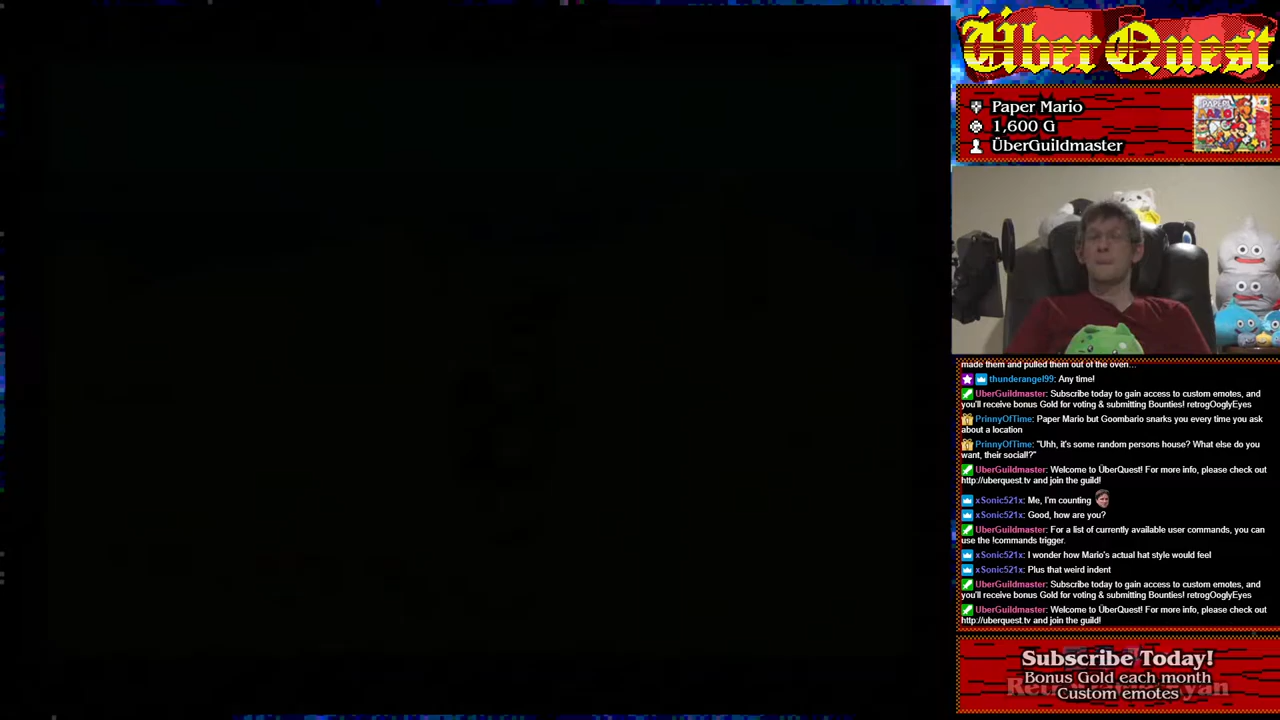 Über Quest
Paper Mario
1,600 G
ÜberGuildmaster
PAPER MARIO
made them and pulled them out of the oven...
thunderangel99: Any time!
UberGuildmaster: Subscribe today to gain access to custom emotes, and
you'll receive bonus Gold for voting & submitting Bounties! retrogOoglyEyes
PrinnyOfTime: Paper Mario but Goombario snarks you every time you ask
about a location
PrinnyOfTime: "Uhh, it's some random persons house? What else do you
want, their social!?"
UberGuildmaster: Welcome to ÜberQuest! For more info, please check out
http://uberquest.tv and join the guild!
xSonic521x: Me, I'm counting
xSonic521x: Good, how are you?
UberGuildmaster: For a list of currently available user commands, you can
use the !commands trigger.
xSonic521x: I wonder how Mario's actual hat style would feel
xSonic521x: Plus that weird indent
UberGuildmaster: Subscribe today to gain access to custom emotes, and
you'll receive bonus Gold for voting & submitting Bounties! retrogOoglyEyes
UberGuildmaster: Welcome to ÜberQuest! For more info, please check out
http://uberquest.tv and join the guild!
Subscribe Today!
Bonus Gold each month
Custom emotes